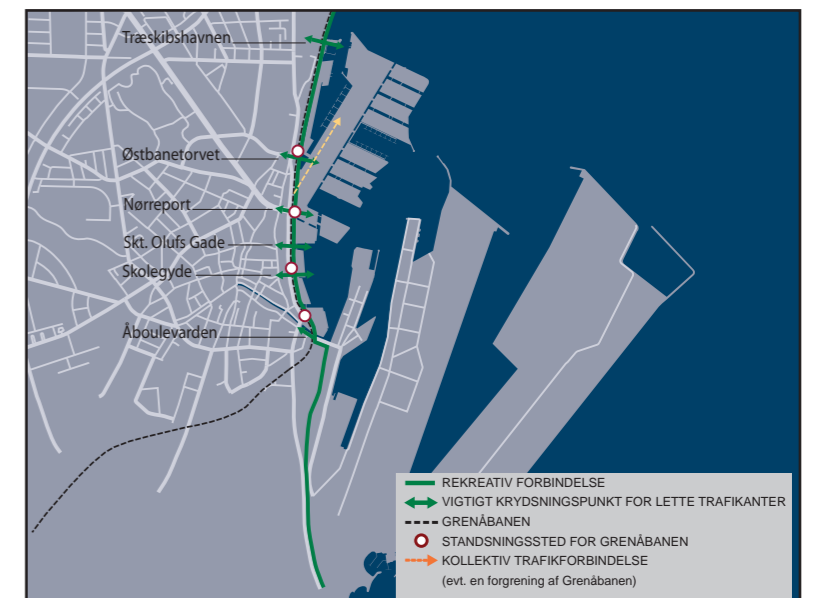 Træskibshavnen
Østbanetorvet
Nørreport
Skt. Olufs Gade
Skolegyde
Åboulevarden
REKREATIV FORBINDELSE
VIGTIGT KRYDSNINGSPUNKT FOR LETTE TRAFIKANTER
GRENÅBANEN
STANDSNINGSSTED FOR GRENÅBANEN
KOLLEKTIV TRAFIKFORBINDELSE
(evt. en forgrening af Grenåbanen)